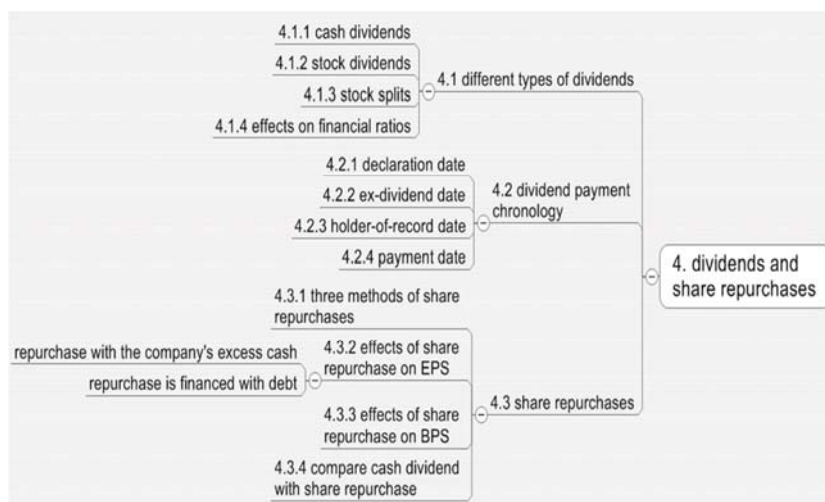 4. dividends and
share repurchases
4.1 different types of dividends
4.1.1 cash dividends
4.1.2 stock dividends
4.1.3 stock splits
4.1.4 effects on financial ratios
4.2 dividend payment
chronology
4.2.1 declaration date
4.2.2 ex-dividend date
4.2.3 holder-of-record date
4.2.4 payment date
4.3 share repurchases
4.3.1 three methods of share
repurchases
4.3.2 effects of share
repurchase on EPS
repurchase with the company's excess cash
repurchase is financed with debt
4.3.3 effects of share
repurchase on BPS
4.3.4 compare cash dividend
with share repurchase